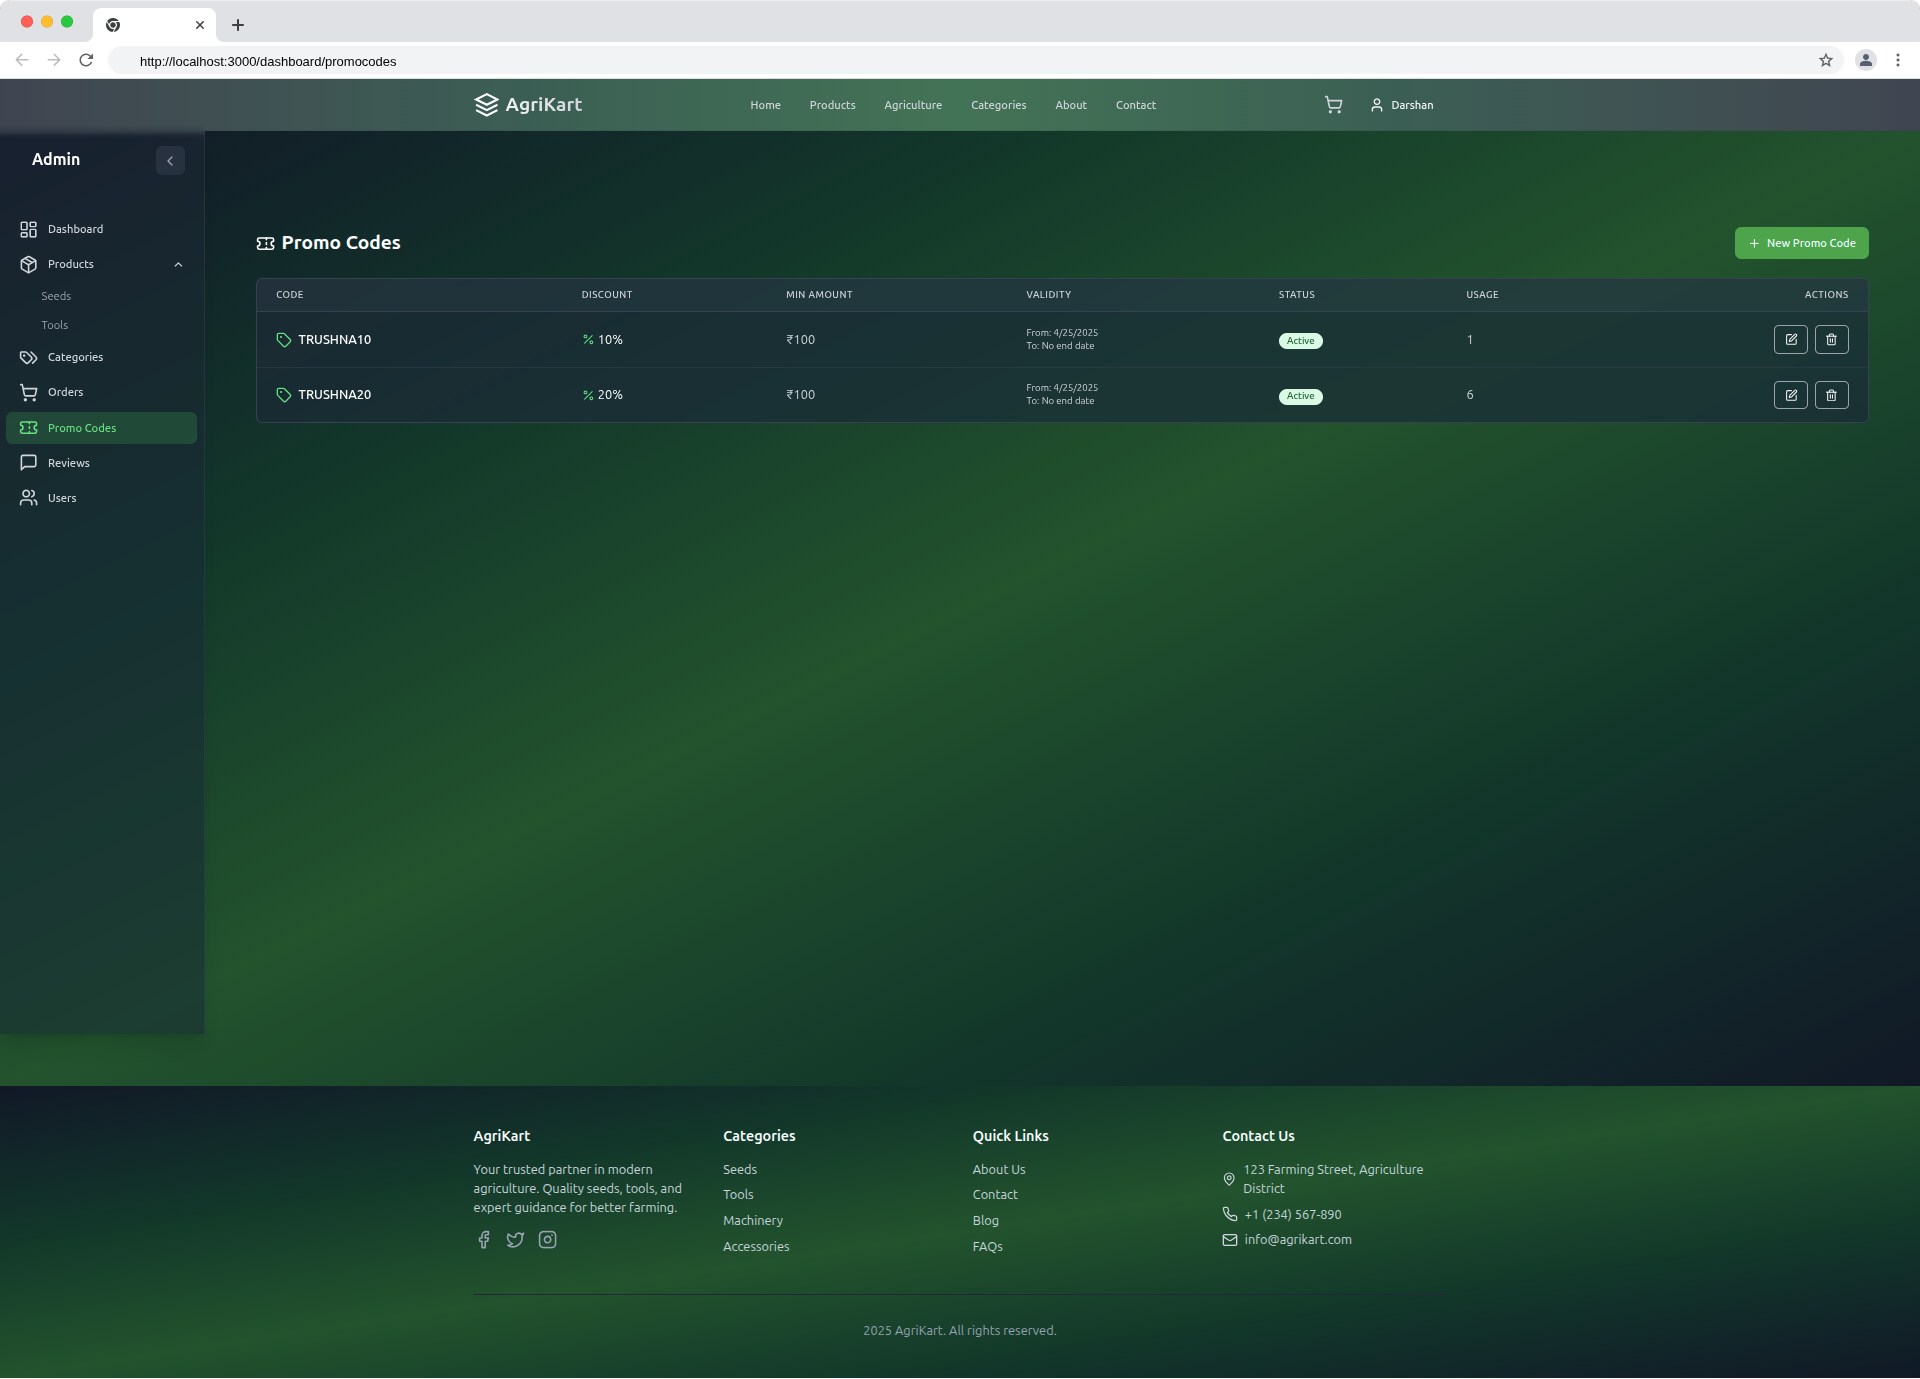 http://localhost:3000/dashboard/promocodes
AgriKart
Home
Products
Agriculture
Categories
About
Contact
Darshan
Admin
Dashboard
Products
Seeds
Tools
Categories
Orders
Promo Codes
Reviews
Users
Promo Codes
New Promo Code
CODE DISCOUNT MIN AMOUNT VALIDITY STATUS USAGE ACTIONS
TRUSHNA10 % 10% ₹100 From: 4/25/2025 Active 1
To: No end date
TRUSHNA20 % 20% ₹100 From: 4/25/2025 Active 6
To: No end date
AgriKart
Your trusted partner in modern
agriculture. Quality seeds, tools, and
expert guidance for better farming.
Categories
Seeds
Tools
Machinery
Accessories
Quick Links
About Us
Contact
Blog
FAQs
Contact Us
123 Farming Street, Agriculture
District
+1 (234) 567-890
info@agrikart.com
2025 AgriKart. All rights reserved.